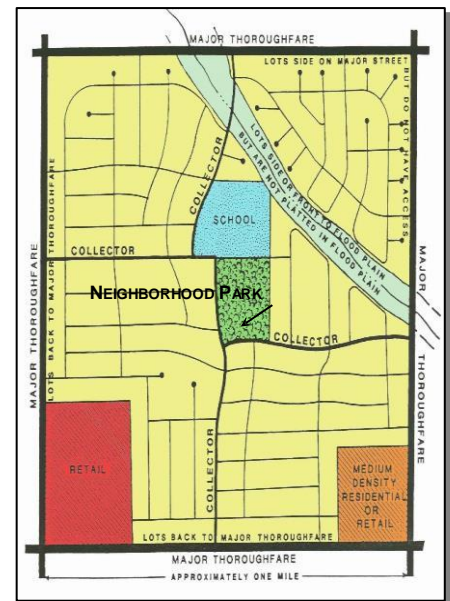 MAJOR THOROUGHFARE
LOTS SIDE ON MAJOR STREET
BUT DO NOT HAVE ACCESS
LOTS SIDE OR FRONT TO FLOOD PLAIN
BUT ARE NOT PLATTED IN FLOOD PLAIN
COLLECTOR
SCHOOL
COLLECTOR
NEIGHBORHOOD PARK
COLLECTOR
MAJOR THOROUGHFARE
LOTS BACK TO MAJOR THOROUGHFARE
MAJOR THOROUGHFARE
COLLECTOR
RETAIL
MEDIUM
DENSITY
RESIDENTIAL
OR
RETAIL
LOTS BACK TO MAJOR THOROUGHFARE
MAJOR THOROUGHFARE
APPROXIMATELY ONE MILE